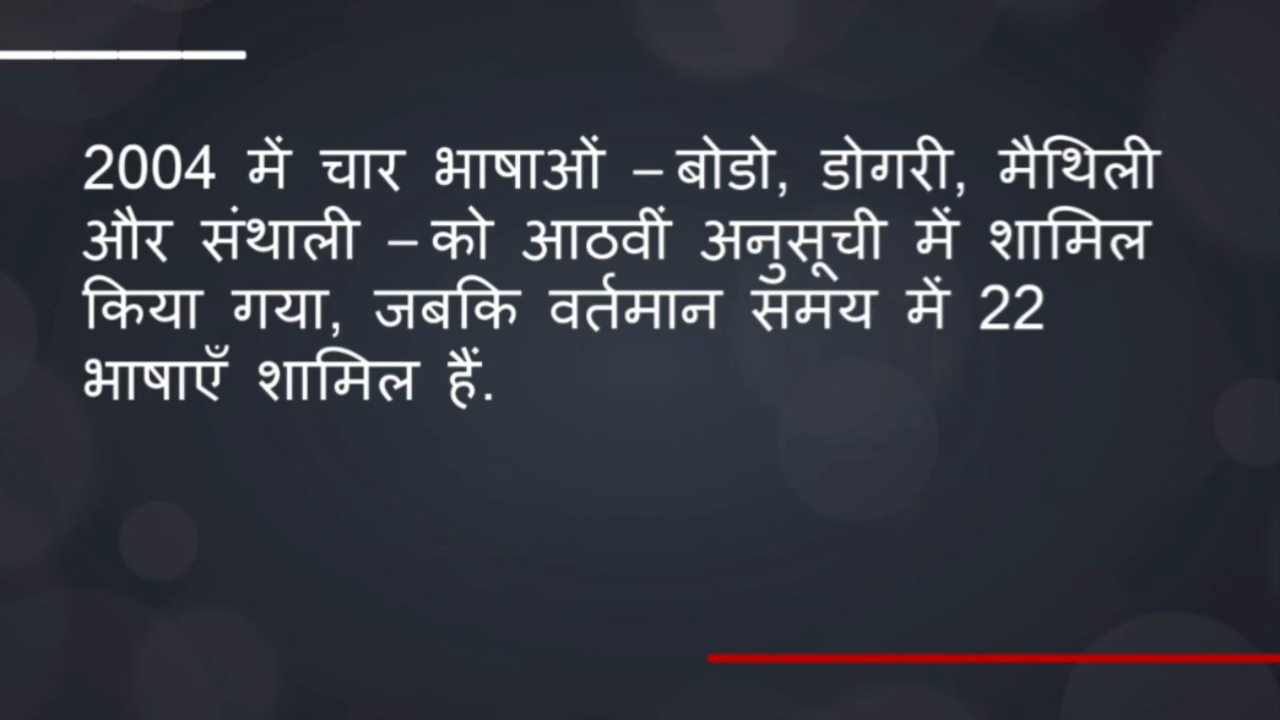 2004 में चार भाषाओं – बोडो, डोगरी, मैथिली
और संथाली – को आठवीं अनुसूची में शामिल
किया गया, जबकि वर्तमान समय में 22
भाषाएँ शामिल हैं.